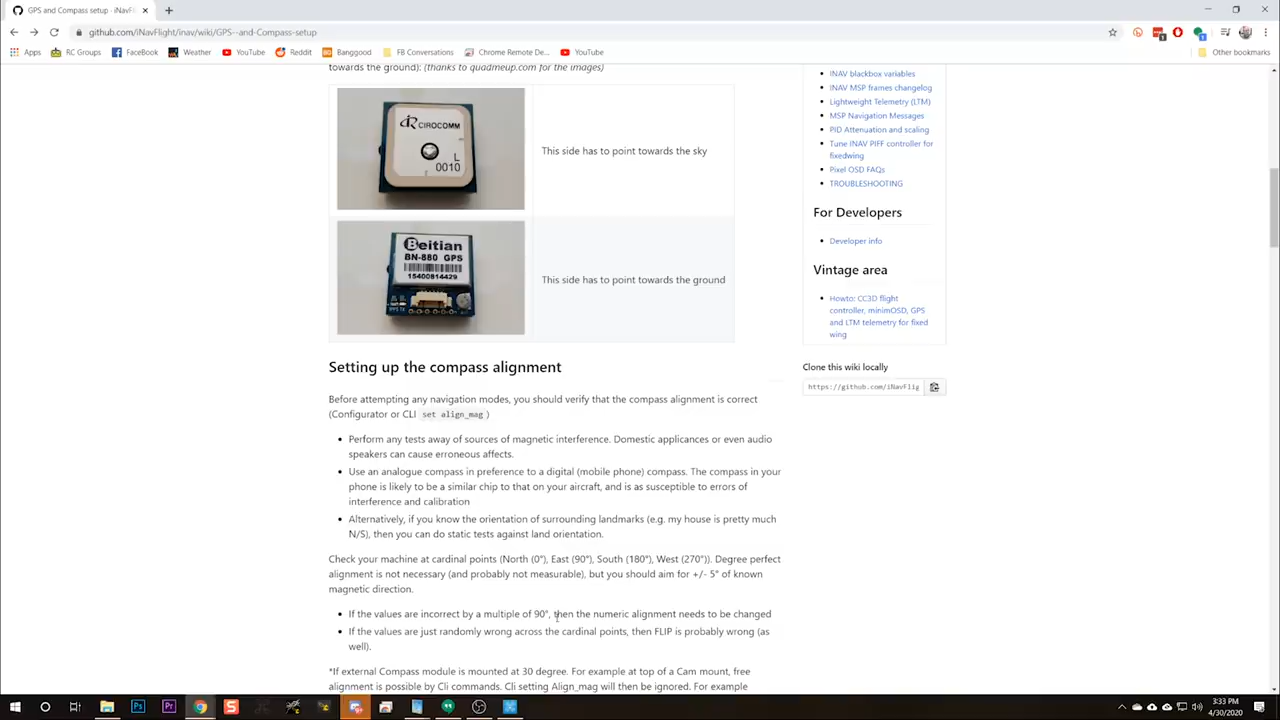 GPS and Compass setup · iNavF
github.com/iNavFlight/inav/wiki/GPS--and-Compass-setup
Apps RC Groups FaceBook Weather YouTube Reddit Banggood FB Conversations Chrome Remote De... YouTube Other bookmarks
towards the ground): (thanks to quadmeup.com for the images)
CIROCOMM
L
0010
This side has to point towards the sky
Beitian
BN-880 GPS
15400814429
This side has to point towards the ground
Setting up the compass alignment
Before attempting any navigation modes, you should verify that the compass alignment is correct
(Configurator or CLI set align_mag )
• Perform any tests away of sources of magnetic interference. Domestic applicances or even audio
speakers can cause erroneous affects.
• Use an analogue compass in preference to a digital (mobile phone) compass. The compass in your
phone is likely to be a similar chip to that on your aircraft, and is as susceptible to errors of
interference and calibration
• Alternatively, if you know the orientation of surrounding landmarks (e.g. my house is pretty much
N/S), then you can do static tests against land orientation.
Check your machine at cardinal points (North (0°), East (90°), South (180°), West (270°)). Degree perfect
alignment is not necessary (and probably not measurable), but you should aim for +/- 5° of known
magnetic direction.
• If the values are incorrect by a multiple of 90°, then the numeric alignment needs to be changed
• If the values are just randomly wrong across the cardinal points, then FLIP is probably wrong (as
well).
*If external Compass module is mounted at 30 degree. For example at top of a Cam mount, free
alignment is possible by Cli commands. Cli setting Align_mag will then be ignored. For example
• INAV blackbox variables
• INAV MSP frames changelog
• Lightweight Telemetry (LTM)
• MSP Navigation Messages
• PID Attenuation and scaling
• Tune INAV PIFF controller for
fixedwing
• Pixel OSD FAQs
• TROUBLESHOOTING
For Developers
• Developer info
Vintage area
• Howto: CC3D flight
controller, minimOSD, GPS
and LTM telemetry for fixed
wing
Clone this wiki locally
https://github.com/iNavFlig
3:33 PM
4/30/2020